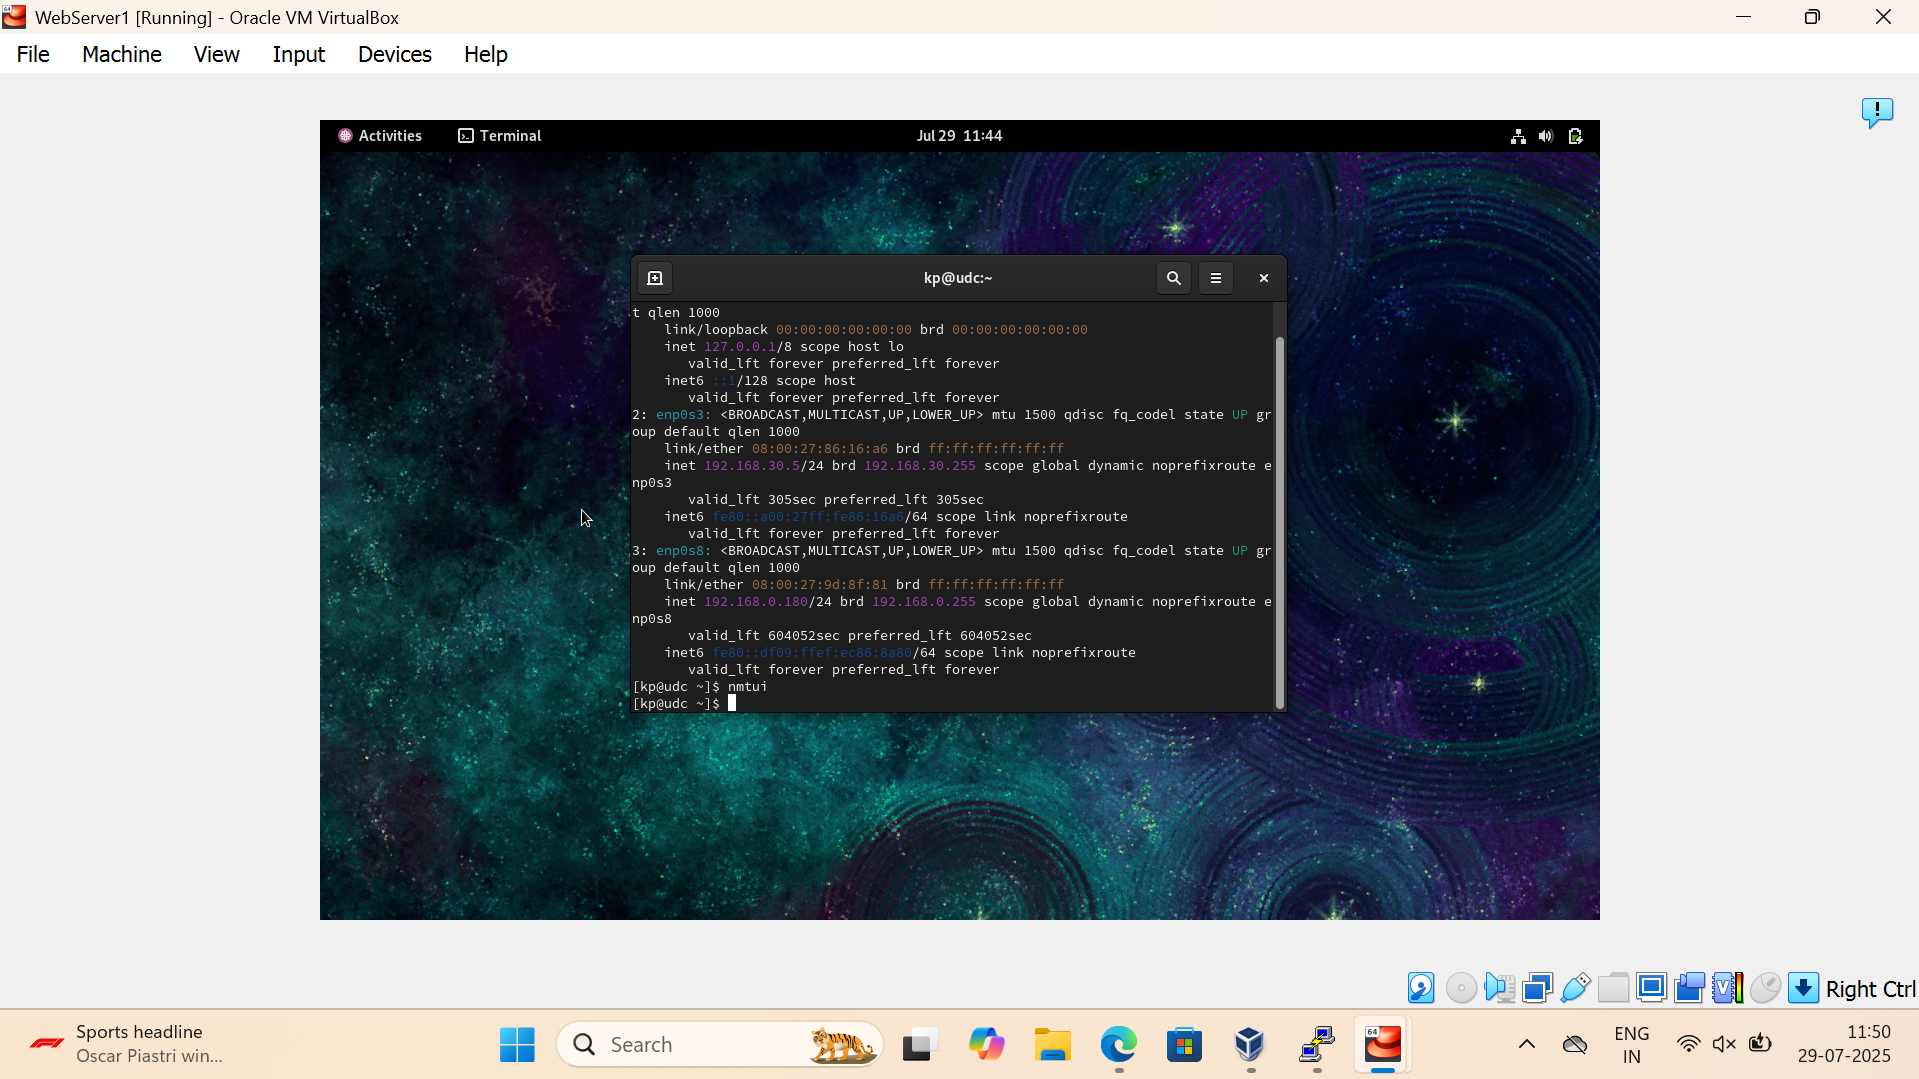 WebServer1 [Running] - Oracle VM VirtualBox
File Machine View Input Devices Help
Activities Terminal Jul 29 11:44
kp@udc:~
t qlen 1000
link/loopback 00:00:00:00:00:00 brd 00:00:00:00:00:00
inet 127.0.0.1/8 scope host lo
valid_lft forever preferred_lft forever
inet6 ::1/128 scope host
valid_lft forever preferred_lft forever
2: enp0s3: <BROADCAST,MULTICAST,UP,LOWER_UP> mtu 1500 qdisc fq_codel state UP gr
oup default qlen 1000
link/ether 08:00:27:86:16:a6 brd ff:ff:ff:ff:ff:ff
inet 192.168.30.5/24 brd 192.168.30.255 scope global dynamic noprefixroute e
np0s3
valid_lft 305sec preferred_lft 305sec
inet6 fe80::a00:27ff:fe86:16a6/64 scope link noprefixroute
valid_lft forever preferred_lft forever
3: enp0s8: <BROADCAST,MULTICAST,UP,LOWER_UP> mtu 1500 qdisc fq_codel state UP gr
oup default qlen 1000
link/ether 08:00:27:9d:8f:81 brd ff:ff:ff:ff:ff:ff
inet 192.168.0.180/24 brd 192.168.0.255 scope global dynamic noprefixroute e
np0s8
valid_lft 604052sec preferred_lft 604052sec
inet6 fe80::df09:ffef:ec86:8a80/64 scope link noprefixroute
valid_lft forever preferred_lft forever
[kp@udc ~]$ nmtui
[kp@udc ~]$
Right Ctrl
Sports headline
Oscar Piastri win...
Search
64
ENG
IN
11:50
29-07-2025